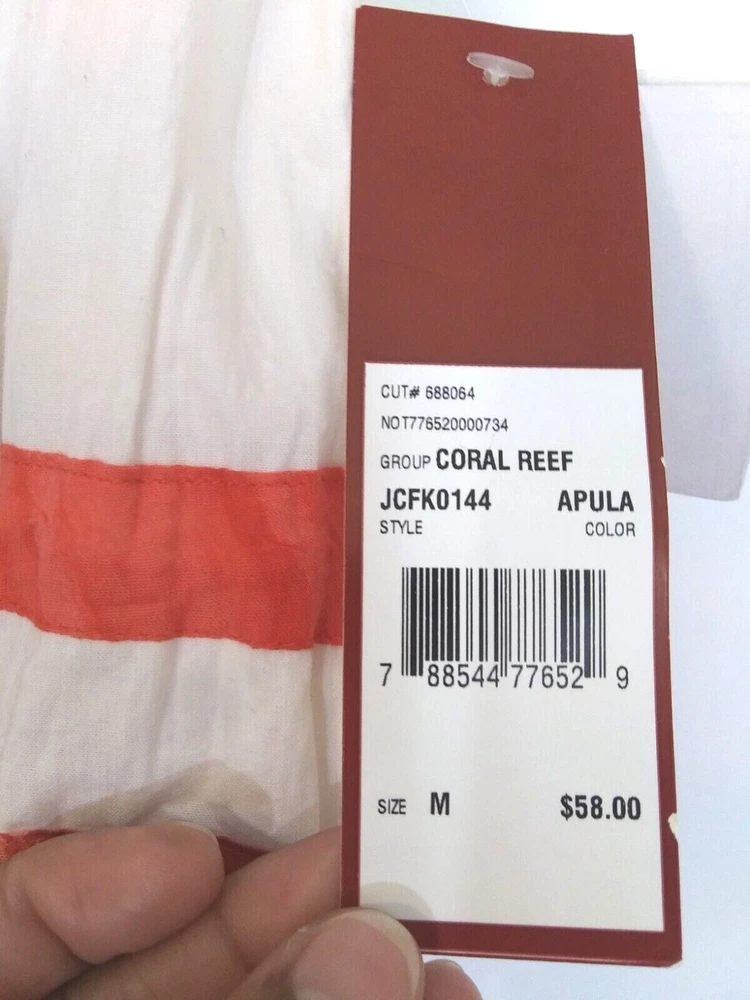 CUT# 688064
NOT776520000734
GROUP CORAL REEF
JCFK0144 APULA
STYLE COLOR
7 88544 77652 9
SIZE M $58.00